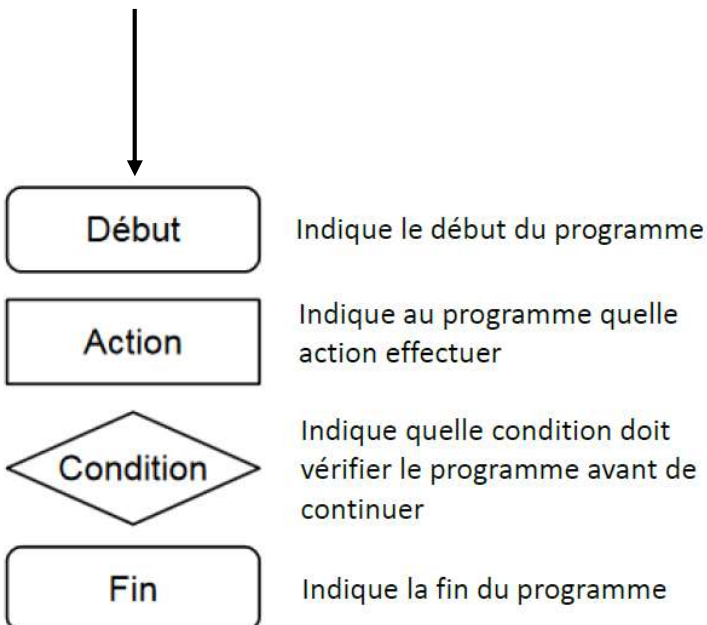 Début
Indique le début du programme
Action
Indique au programme quelle
action effectuer
Condition
Indique quelle condition doit
vérifier le programme avant de
continuer
Fin
Indique la fin du programme